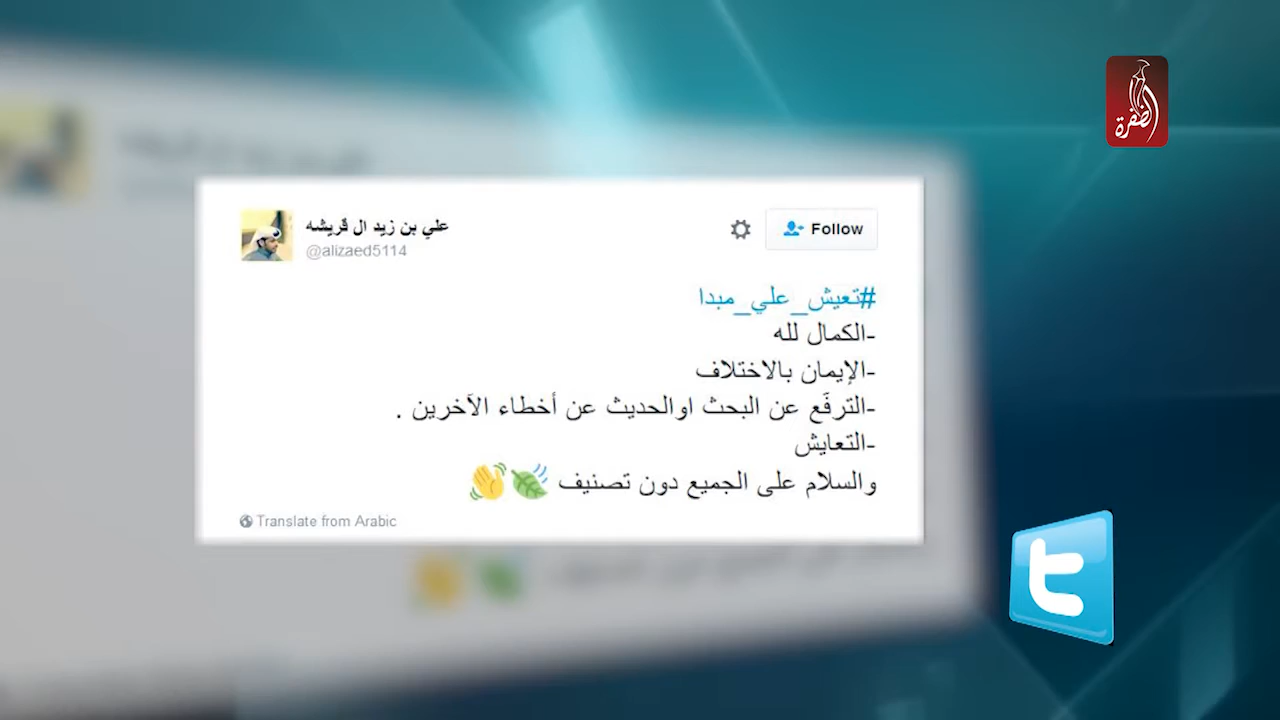 الظفرة
علي بن زيد ال ڤريشه
@alizaed5114
Follow
#تعيش_علي_مبدا
-الكمال لله
-الإيمان بالاختلاف
-الترفّع عن البحث اوالحديث عن أخطاء الآخرين .
-التعايش
والسلام على الجميع دون تصنيف 🍃👋
Translate from Arabic